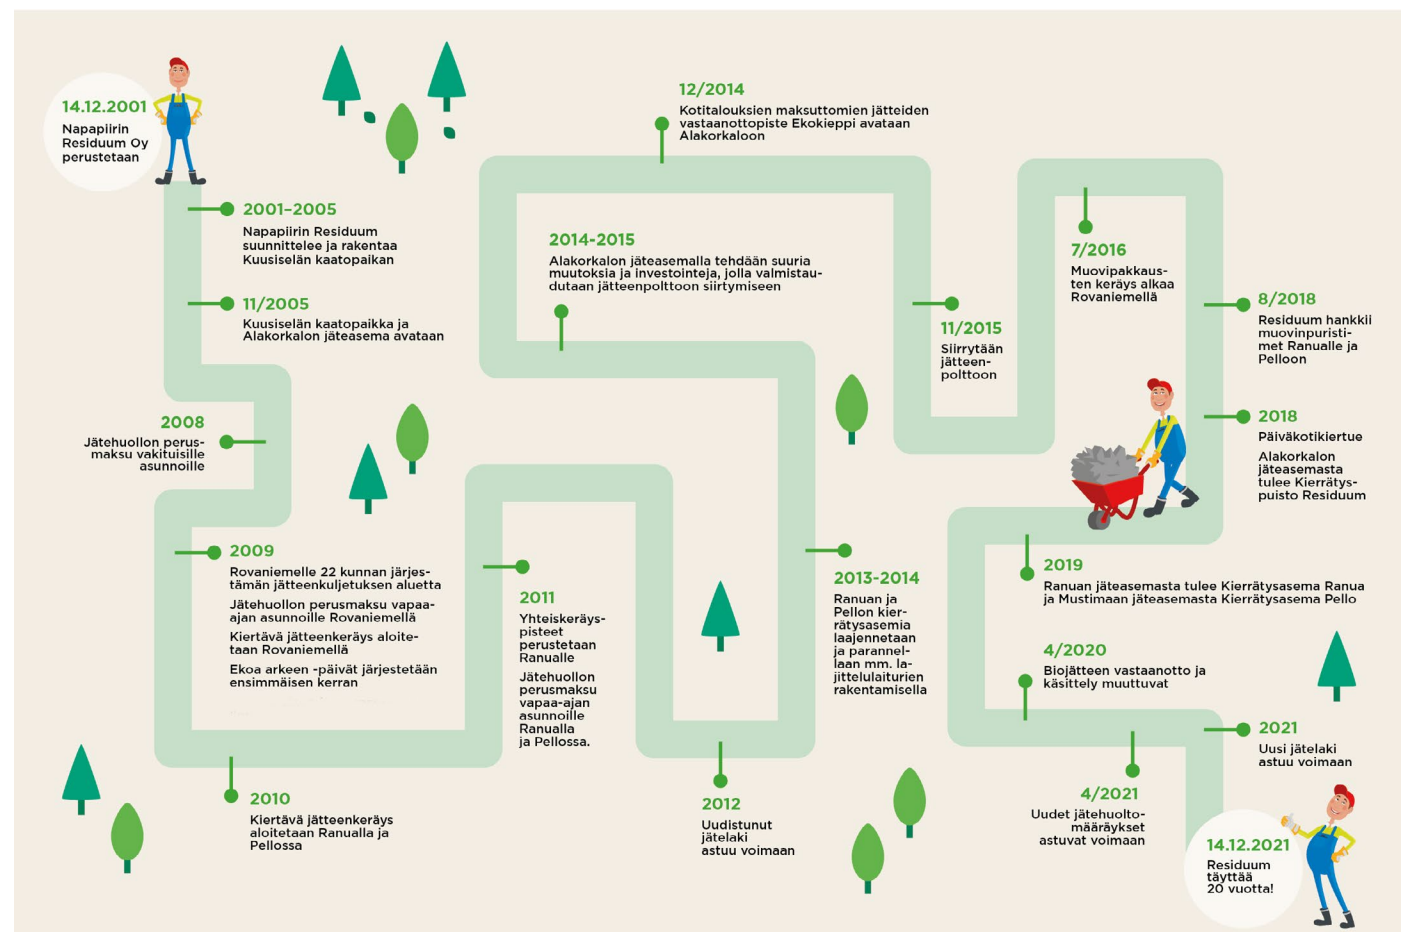 14.12.2001
Napapiirin
Residuum Oy
perustetaan
2001–2005
Napapiirin Residuum
suunnittelee ja rakentaa
Kuusiselän kaatopaikan
11/2005
Kuusiselän kaatopaikka ja
Alakorkalon jäteasema avataan
2008
Jätehuollon perus-
maksu vakituisille
asunnoille
2009
Rovaniemelle 22 kunnan järjes-
tämän jätteenkuljetuksen aluetta
Jätehuollon perusmaksu vapaa-
ajan asunnoille Rovaniemellä
Kiertävä jätteenkeräys aloite-
taan Rovaniemellä
Ekoa arkeen -päivät järjestetään
ensimmäisen kerran
2010
Kiertävä jätteenkeräys
aloitetaan Ranualla ja
Pellossa
2011
Yhteiskeräys-
pisteet
perustetaan
Ranualle
Jätehuollon
perusmaksu
vapaa-ajan
asunnoille
Ranualla
ja Pellossa.
2012
Uudistunut
jätelaki
astuu voimaan
2013-2014
Ranuan ja
Pellon kier-
rätysasemia
laajennetaan
ja parannel-
laan mm. la-
jittelulaiturien
rakentamisella
2014-2015
Alakorkalon jäteasemalla tehdään suuria
muutoksia ja investointeja, jolla valmistau-
dutaan jätteenpolttoon siirtymiseen
12/2014
Kotitalouksien maksuttomien jätteiden
vastaanottopiste Ekokieppi avataan
Alakorkaloon
11/2015
Siirrytään
jätteen-
polttoon
7/2016
Muovipakkaus-
ten keräys alkaa
Rovaniemellä
8/2018
Residuum hankkii
muovinpuristi-
met Ranualle ja
Pelloon
2018
Päiväkotikiertue
Alakorkalon
jäteasemasta
tulee Kierrätys-
puisto Residuum
2019
Ranuan jäteasemasta tulee Kierrätysasema Ranua
ja Mustimaan jäteasemasta Kierrätysasema Pello
4/2020
Biojätteen vastaanotto ja
käsittely muuttuvat
4/2021
Uudet jätehuolto-
määräykset
astuvat voimaan
2021
Uusi jätelaki
astuu voimaan
14.12.2021
Residuum
täyttää
20 vuotta!